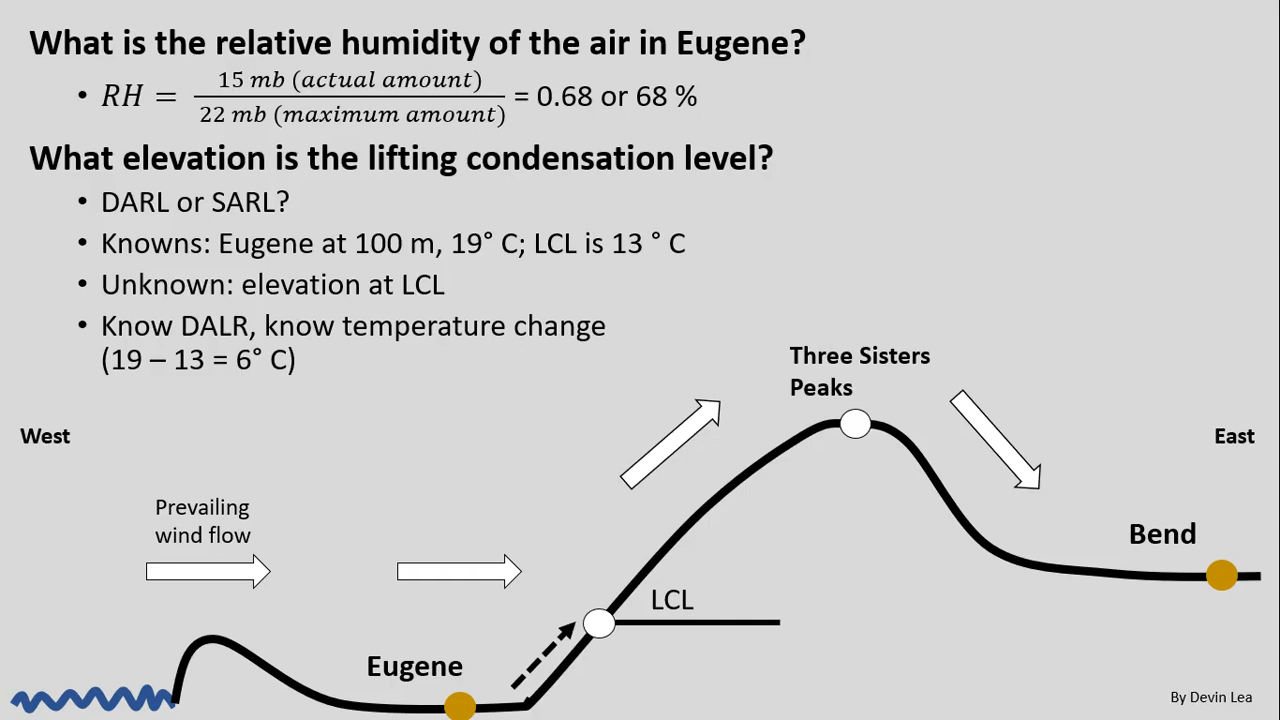 What is the relative humidity of the air in Eugene?
• RH = 15 mb (actual amount) / 22 mb (maximum amount) = 0.68 or 68 %
What elevation is the lifting condensation level?
• DARL or SARL?
• Knowns: Eugene at 100 m, 19° C; LCL is 13 ° C
• Unknown: elevation at LCL
• Know DALR, know temperature change
(19 – 13 = 6° C)
Three Sisters
Peaks
West
East
Prevailing
wind flow
Bend
LCL
Eugene
By Devin Lea